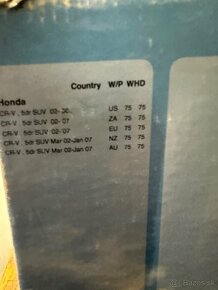 Country W/P WHD
Honda
CR-V . 5dr SUV 02- US 75 75
CR-V . 5dr SUV 02- 07 ZA 75 75
CR-V . 5dr SUV 02- 07 EU 75 75
CR-V . 5dr SUV Mar 02-Jan 07 NZ 75 75
CR-V . 5dr SUV Mar 02-Jan 07 AU 75 75